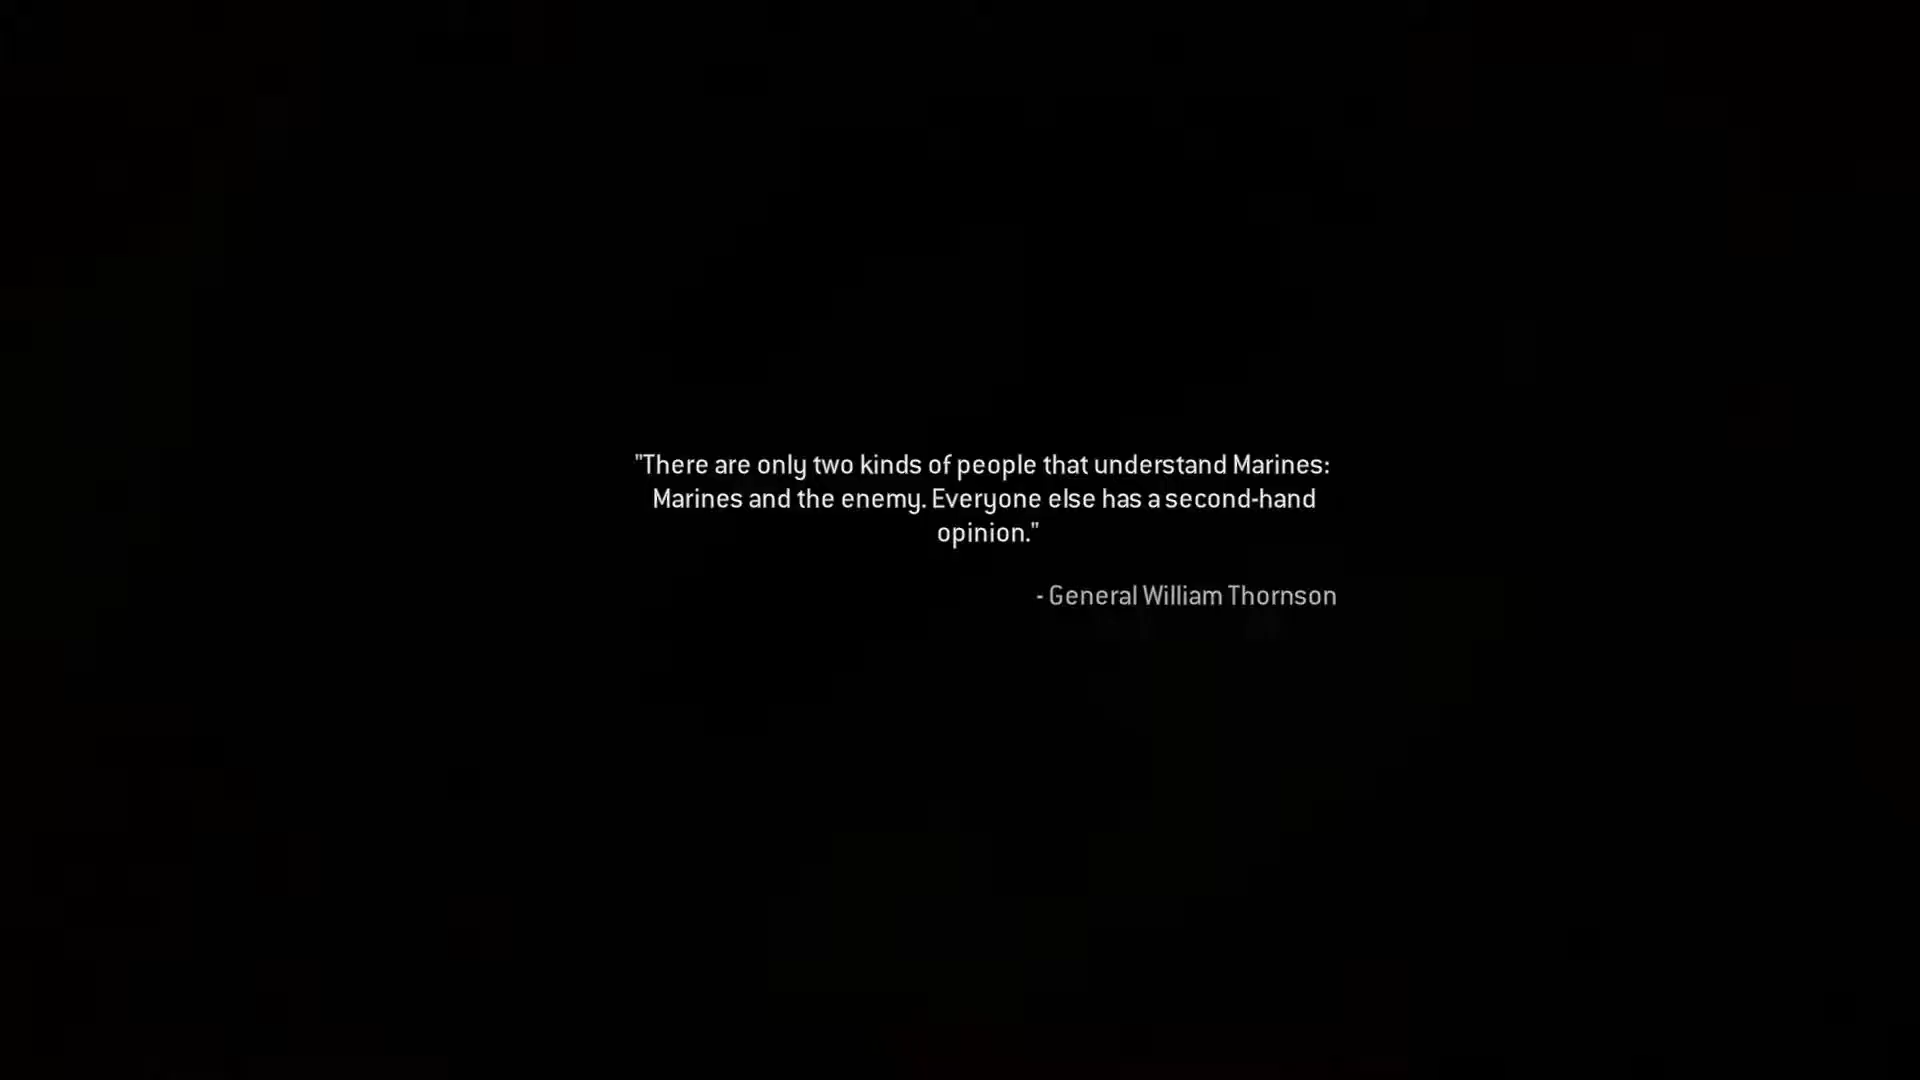 "There are only two kinds of people that understand Marines:
Marines and the enemy. Everyone else has a second-hand
opinion."
- General William Thornson